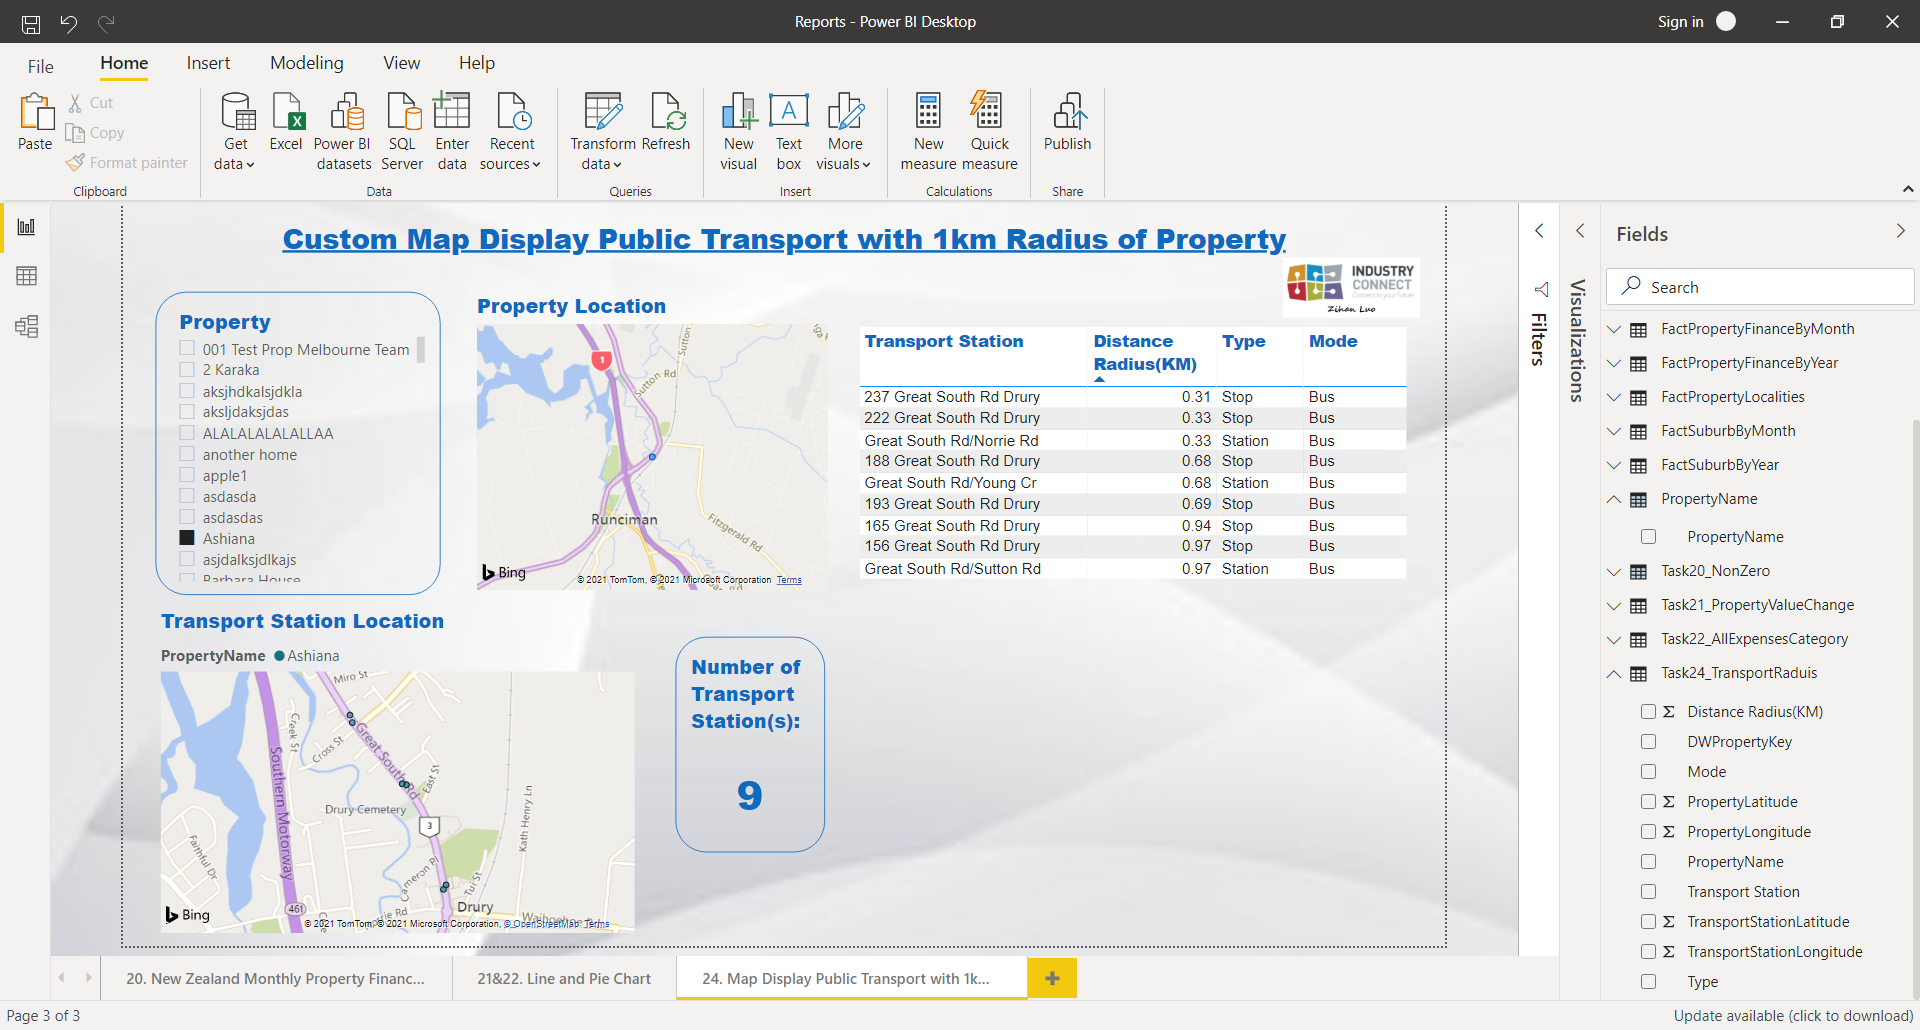 Reports - Power BI Desktop
Sign in
File
Home
Insert
Modeling
View
Help
Paste
Cut
Copy
Format painter
Clipboard
Get data
Excel
Power BI datasets
SQL Server
Enter data
Recent sources
Data
Transform data
Refresh
Queries
New visual
Text box
More visuals
Insert
New measure
Quick measure
Calculations
Publish
Share
Custom Map Display Public Transport with 1km Radius of Property
INDUSTRY
CONNECT
Connect to your Future
Zihan Luo
Property
001 Test Prop Melbourne Team
2 Karaka
aksjhdkalsjdkla
aksljdaksjdas
ALALALALALALLAA
another home
apple1
asdasda
asdasdas
Ashiana
asjdalksjdlkajs
Barbara House
Property Location
1
Sutton Rd
Sutton
Runciman
Fitzgerald Rd
Bing
© 2021 TomTom, © 2021 Microsoft Corporation Terms
Transport Station Distance Radius(KM) Type Mode
237 Great South Rd Drury 0.31 Stop Bus
222 Great South Rd Drury 0.33 Stop Bus
Great South Rd/Norrie Rd 0.33 Station Bus
188 Great South Rd Drury 0.68 Stop Bus
Great South Rd/Young Cr 0.68 Station Bus
193 Great South Rd Drury 0.69 Stop Bus
165 Great South Rd Drury 0.94 Stop Bus
156 Great South Rd Drury 0.97 Stop Bus
Great South Rd/Sutton Rd 0.97 Station Bus
Transport Station Location
PropertyName Ashiana
Miro St
Creek St
Cross St
Great South Rd
East St
Southern Motorway
Drury Cemetery
3
Kath Henry Ln
Faithful Dr
Cameron Pl
Tui St
461
Drury
Bing
© 2021 TomTom, © 2021 Microsoft Corporation, © OpenStreetMap Terms
Number of
Transport
Station(s):
9
Filters
Visualizations
Fields
Search
FactPropertyFinanceByMonth
FactPropertyFinanceByYear
FactPropertyLocalities
FactSuburbByMonth
FactSuburbByYear
PropertyName
PropertyName
Task20_NonZero
Task21_PropertyValueChange
Task22_AllExpensesCategory
Task24_TransportRaduis
Σ Distance Radius(KM)
DWPropertyKey
Mode
Σ PropertyLatitude
Σ PropertyLongitude
PropertyName
Transport Station
Σ TransportStationLatitude
Σ TransportStationLongitude
Type
20. New Zealand Monthly Property Financ...
21&22. Line and Pie Chart
24. Map Display Public Transport with 1k...
Page 3 of 3
Update available (click to download)